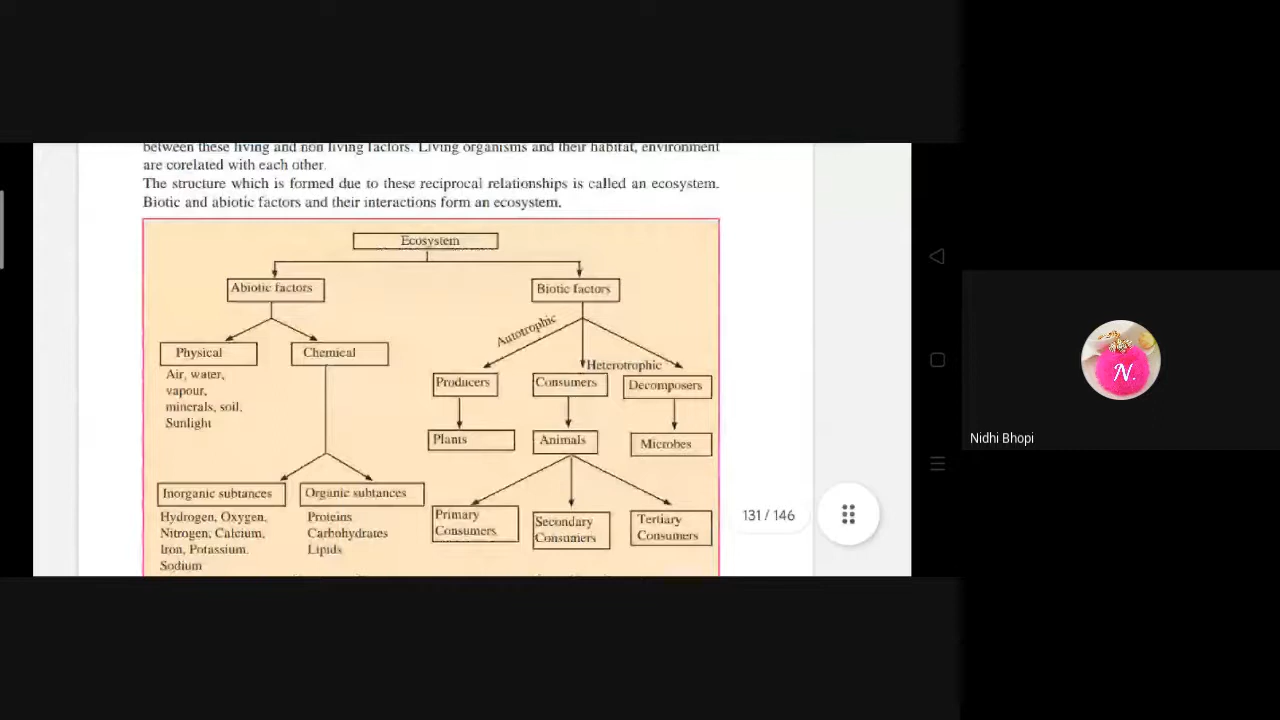 between these living and non living factors. Living organisms and their habitat, environment
are corelated with each other.
The structure which is formed due to these reciprocal relationships is called an ecosystem.
Biotic and abiotic factors and their interactions form an ecosystem.
Ecosystem
Abiotic factors
Biotic factors
Autotrophic
Heterotrophic
Physical
Chemical
Air, water,
vapour,
minerals, soil,
Sunlight
Producers
Consumers
Decomposers
Plants
Animals
Microbes
Inorganic subtances
Organic subtances
Hydrogen, Oxygen,
Nitrogen, Calcium,
Iron, Potassium,
Sodium
Proteins
Carbohydrates
Lipids
Primary
Consumers
Secondary
Consumers
Tertiary
Consumers
131 / 146
N.
Nidhi Bhopi